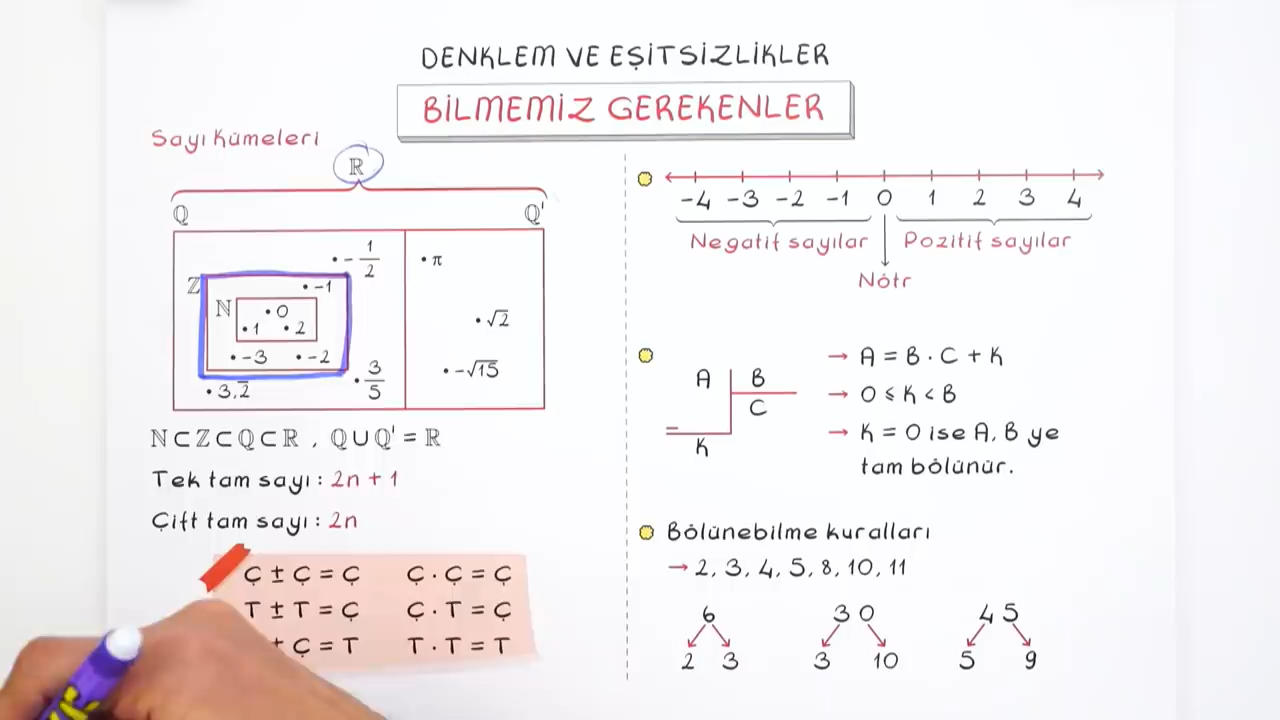 DENKLEM VE EŞİTSİZLİKLER
BİLMEMİZ GEREKENLER
Sayı Kümeleri
ℝ
ℚ ℚ'
• -1/2
• π
ℤ
• -1
ℕ
• 0
• 1 • 2
• √2
• -3 • -2
• 3/5
• -√15
• 3,2̅
ℕ ⊂ ℤ ⊂ ℚ ⊂ ℝ , ℚ ∪ ℚ' = ℝ
Tek tam sayı : 2n + 1
Çift tam sayı : 2n
Ç ± Ç = Ç Ç · Ç = Ç
T ± T = Ç Ç · T = Ç
± Ç = T T · T = T
-4 -3 -2 -1 0 1 2 3 4
Negatif sayılar Pozitif sayılar
Nötr
A B
C
-
K
→ A = B · C + K
→ 0 ≤ K < B
→ K = 0 ise A, B ye
tam bölünür.
Bölünebilme kuralları
→ 2, 3, 4, 5, 8, 10, 11
6 30 45
2 3 3 10 5 9